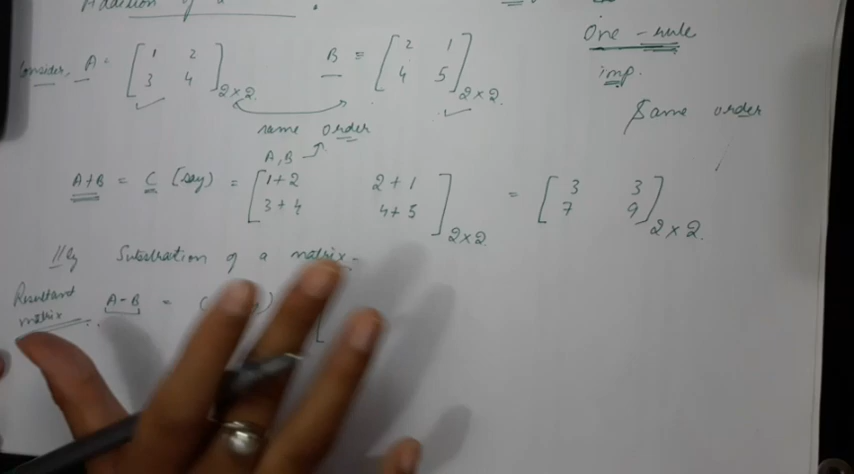 Addition of a
One-rule
imp.
Same order
Consider, A = [ 1 2 3 4 ] 2×2 B = [ 2 1 4 5 ] 2×2
same order
A, B
A+B = C (say) = [ 1+2 2+1 3+4 4+5 ] 2×2 = [ 3 3 7 9 ] 2×2.
||ly Substraction of a matrix-
Resultant
matrix A-B =